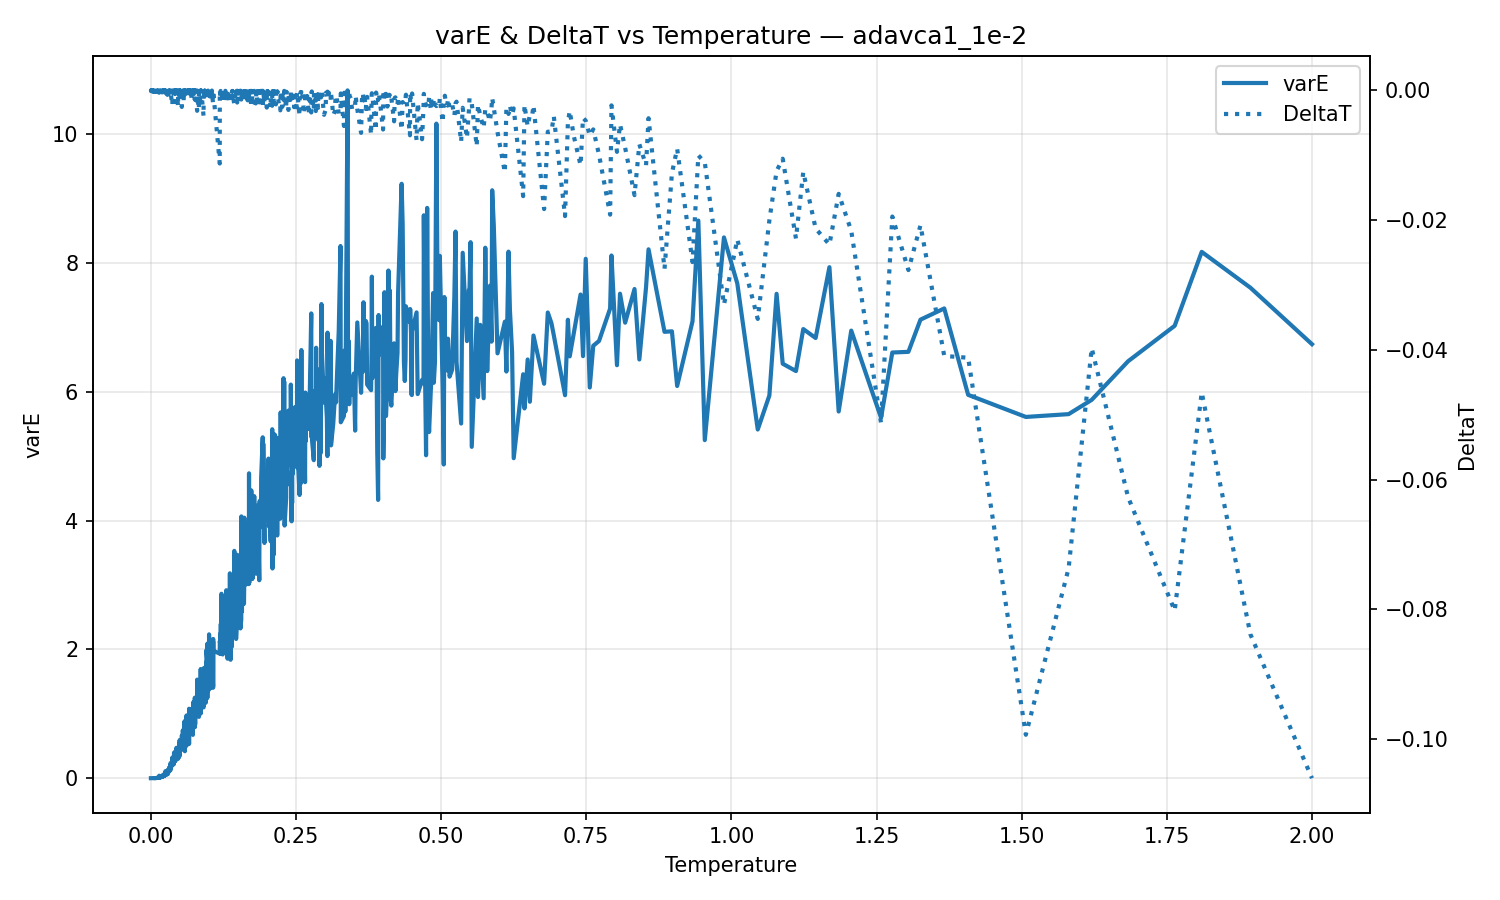 varE & DeltaT vs Temperature — adavca1_1e-2
varE
DeltaT
10
8
6
4
2
0
varE
0.00
−0.02
−0.04
−0.06
−0.08
−0.10
DeltaT
0.00 0.25 0.50 0.75 1.00 1.25 1.50 1.75 2.00
Temperature